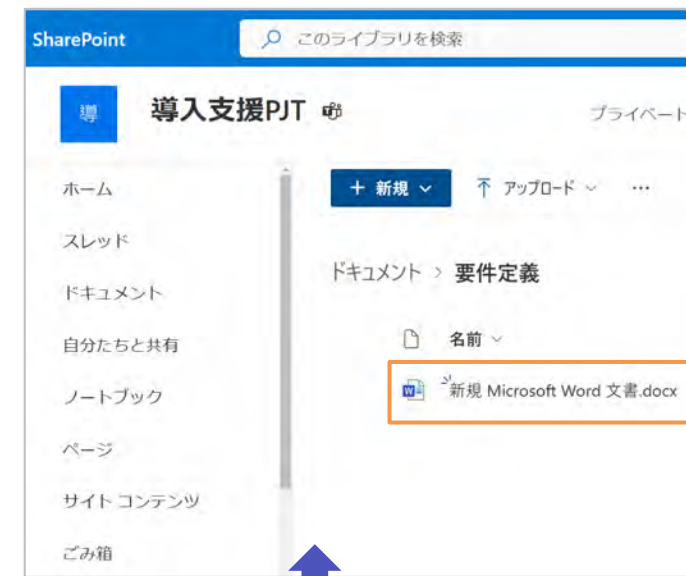 SharePoint
このライブラリを検索
導
導入支援PJT
プライベート
ホーム
スレッド
ドキュメント
自分たちと共有
ノートブック
ページ
サイト コンテンツ
ごみ箱
+ 新規
アップロード
…
ドキュメント > 要件定義
名前
新規 Microsoft Word 文書.docx